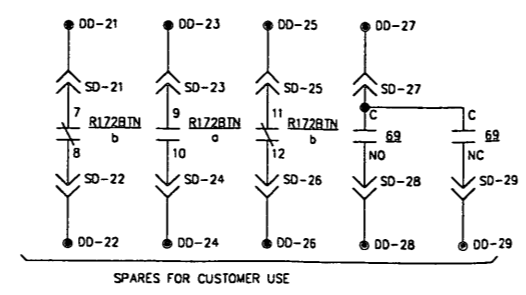 DD-21 DD-23 DD-25 DD-27
SD-21 SD-23 SD-25 SD-27
7 R172BTN 9 R172BTN 11 R172BTN C C
b a b 69 69
8 10 12 NO NC
SD-22 SD-24 SD-26 SD-28 SD-29
DD-22 DD-24 DD-26 DD-28 DD-29
SPARES FOR CUSTOMER USE